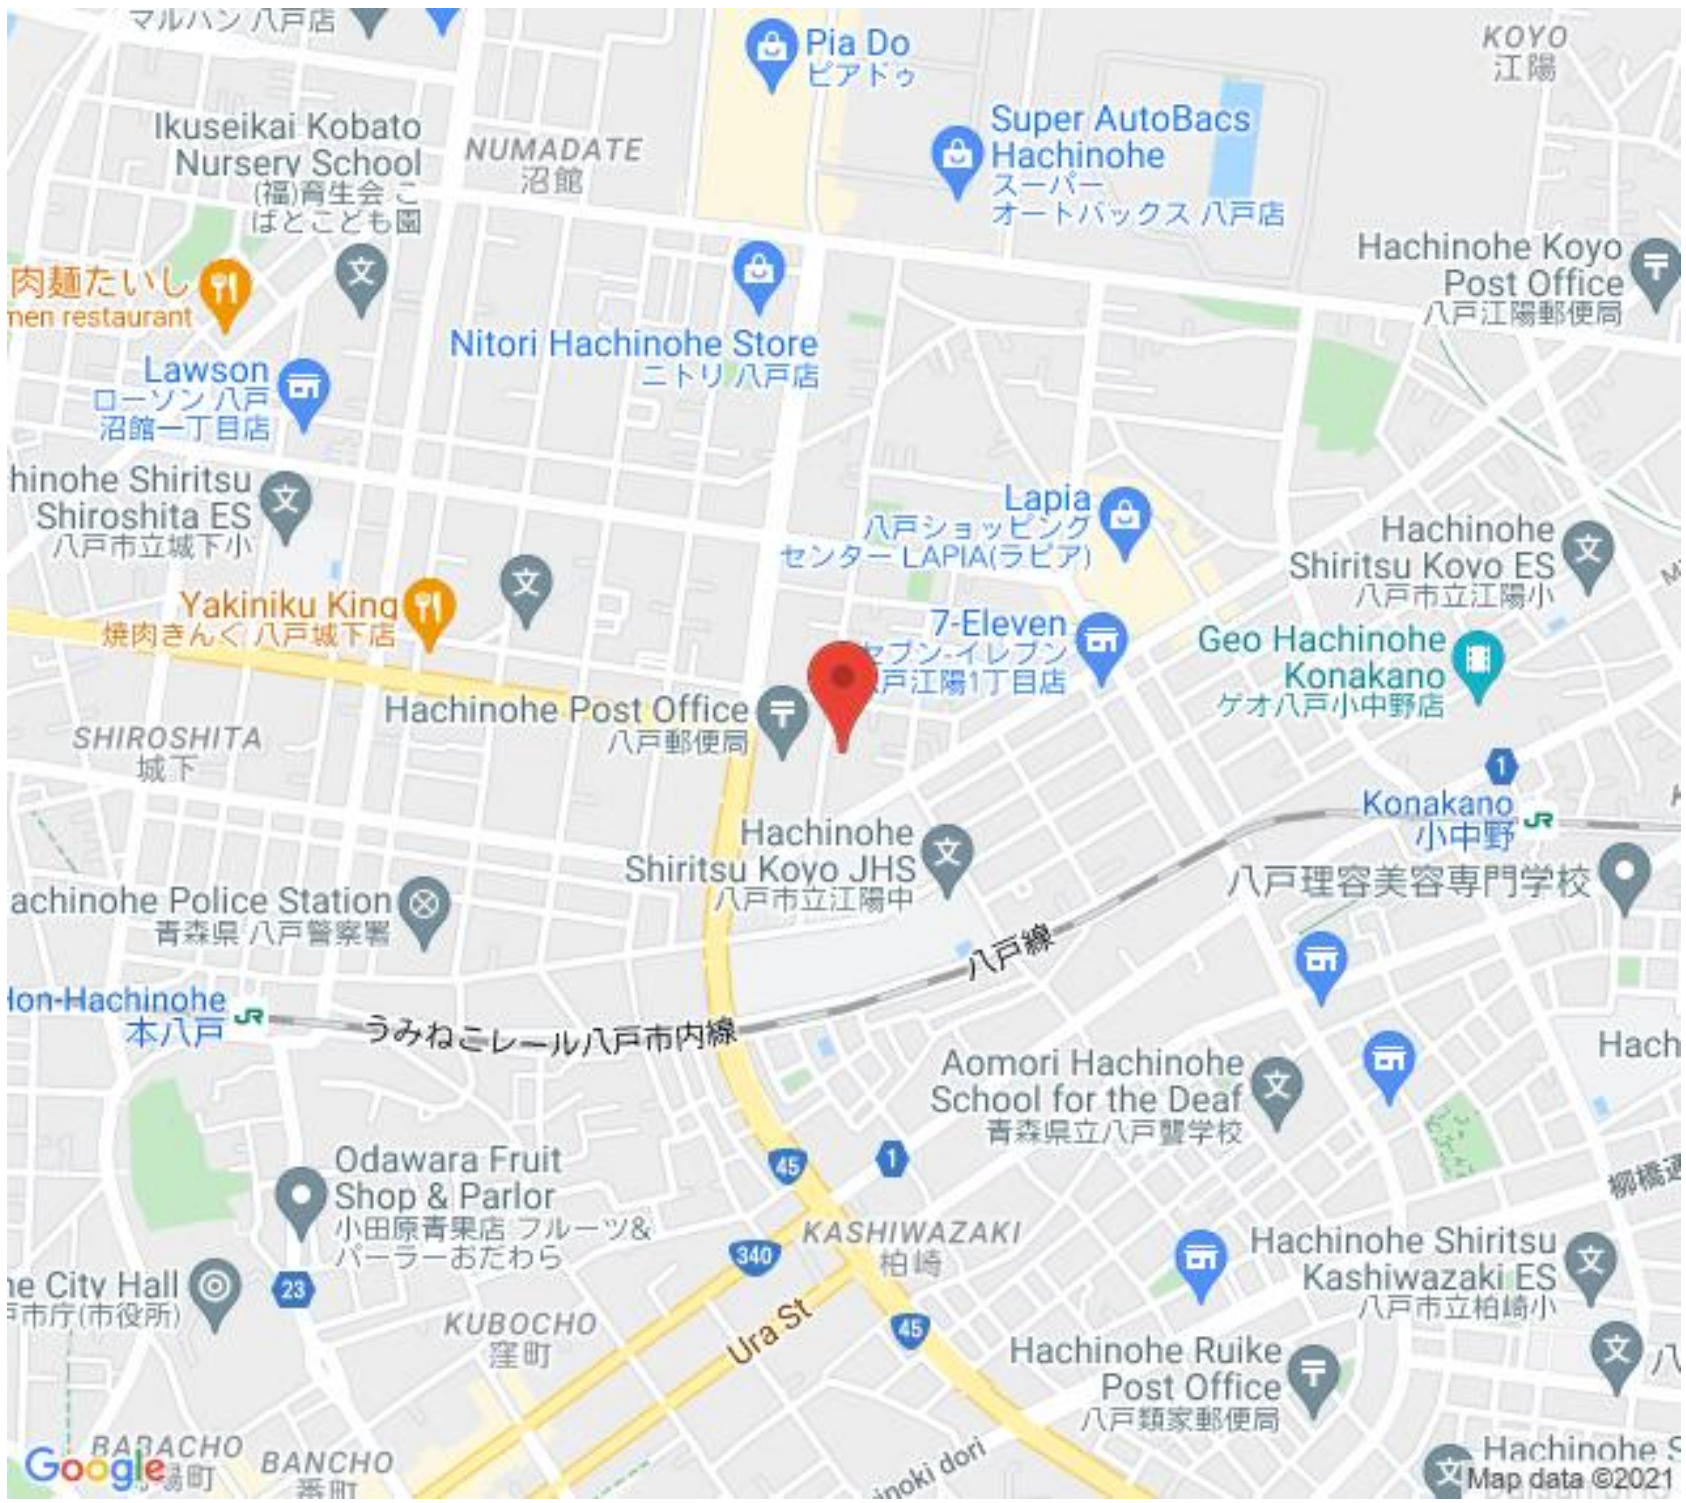 マルハン 八戸店
Pia Do
ピアドゥ
KOYO
江陽
Ikuseikai Kobato
Nursery School
(福)育生会 こ
ばとこども園
NUMADATE
沼館
Super AutoBacs
Hachinohe
スーパー
オートバックス 八戸店
Hachinohe Koyo
Post Office
八戸江陽郵便局
肉麺たいし
restaurant
Nitori Hachinohe Store
ニトリ 八戸店
Lawson
ローソン 八戸
沼館一丁目店
hinohe Shiritsu
Shiroshita ES
八戸市立城下小
Lapia
八戸ショッピング
センター LAPIA(ラピア)
Hachinohe
Shiritsu Koyo ES
八戸市立江陽小
Yakiniku King
焼肉きんぐ 八戸城下店
7-Eleven
セブン-イレブン
戸江陽1丁目店
Geo Hachinohe
Konakano
ゲオ八戸小中野店
Hachinohe Post Office
八戸郵便局
SHIROSHITA
城下
1
Konakano
小中野
JR
Hachinohe
Shiritsu Koyo JHS
八戸市立江陽中
八戸理容美容専門学校
achinohe Police Station
青森県 八戸警察署
八戸線
Hon-Hachinohe
本八戸
JR
うみねこレール八戸市内線
Hach
Aomori Hachinohe
School for the Deaf
青森県立八戸聾学校
45
1
Odawara Fruit
Shop & Parlor
小田原青果店 フルーツ&
パーラーおだわら
柳橋通
KASHIWAZAKI
柏崎
340
Hachinohe Shiritsu
Kashiwazaki ES
八戸市立柏崎小
ne City Hall
戸市庁(市役所)
23
KUBOCHO
窪町
Ura St
45
Hachinohe Ruike
Post Office
八戸類家郵便局
八
BABACHO
場町
BANCHO
番町
inoki dori
Hachinohe S
Google
Map data ©2021